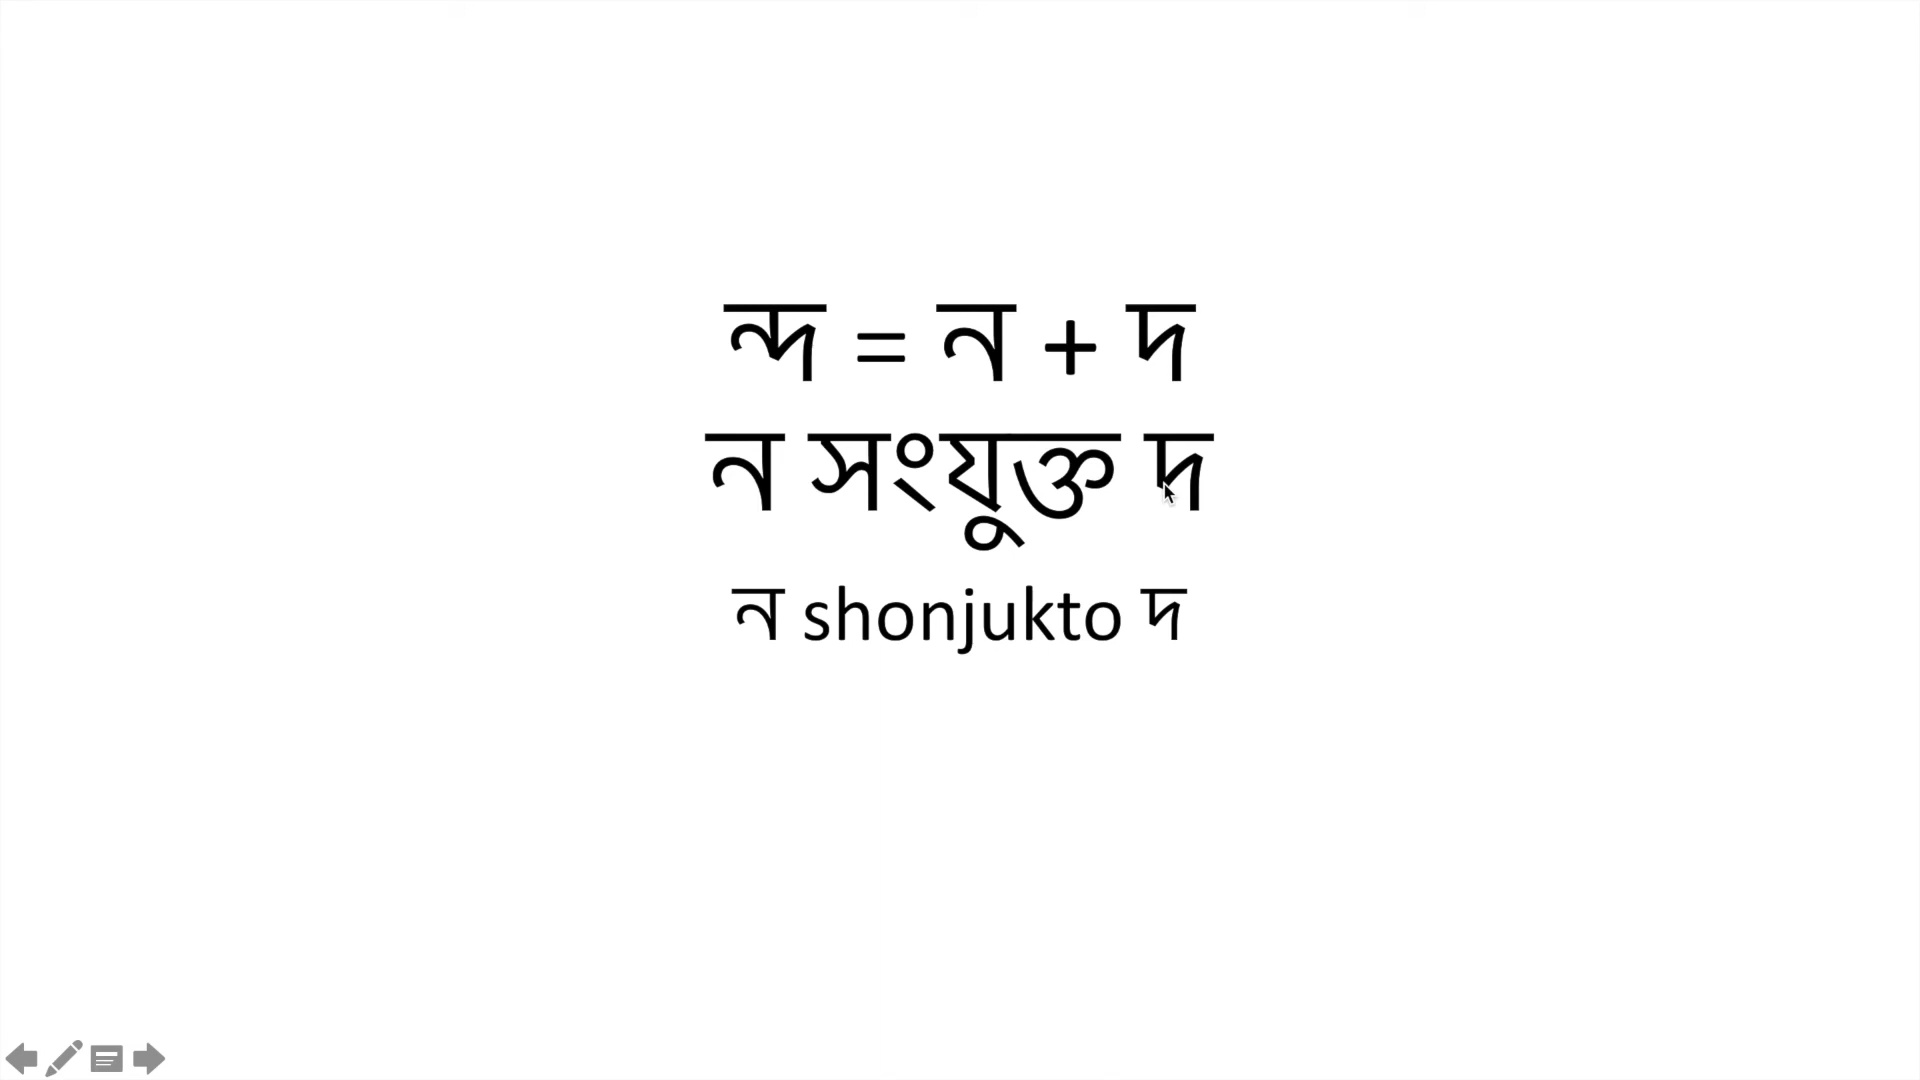 ন্দ = ন + দ
ন সংযুক্ত দ
ন shonjukto দ